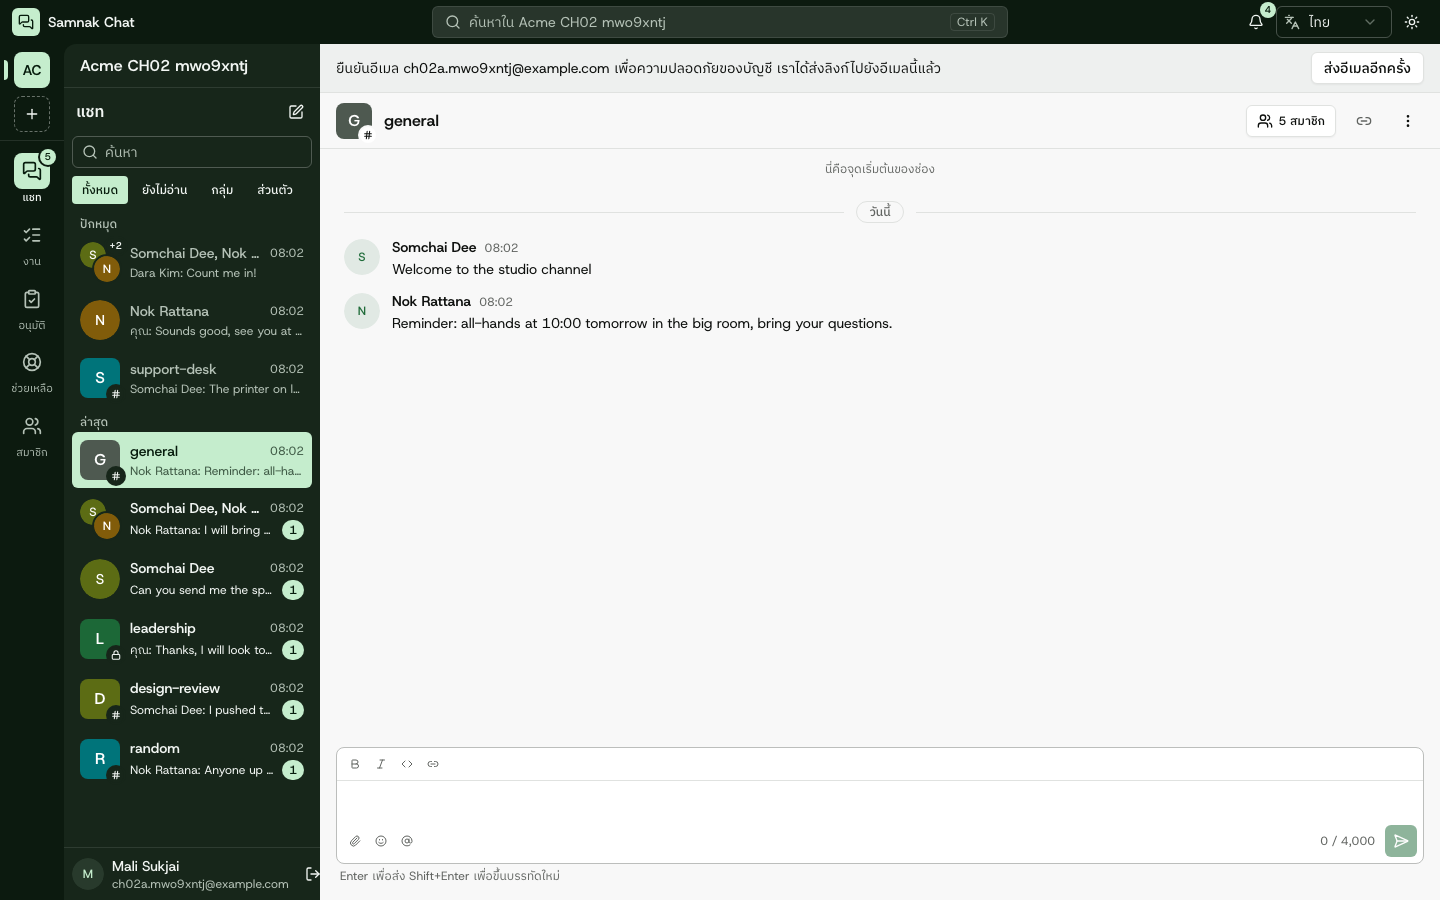 Samnak Chat
ค้นหาใน Acme CH02 mwo9xntj
Ctrl K
4
ไทย
AC
5
แชท
งาน
อนุมัติ
ช่วยเหลือ
สมาชิก
Acme CH02 mwo9xntj
แชท
ค้นหา
ทั้งหมด ยังไม่อ่าน กลุ่ม ส่วนตัว
ปักหมุด
S N +2
Somchai Dee, Nok ... 08:02
Dara Kim: Count me in!
N
Nok Rattana 08:02
คุณ: Sounds good, see you at ...
S #
support-desk 08:02
Somchai Dee: The printer on l...
ล่าสุด
G #
general 08:02
Nok Rattana: Reminder: all-ha...
S N
Somchai Dee, Nok ... 08:02
Nok Rattana: I will bring ... 1
S
Somchai Dee 08:02
Can you send me the sp... 1
L
leadership 08:02
คุณ: Thanks, I will look to... 1
D #
design-review 08:02
Somchai Dee: I pushed t... 1
R #
random 08:02
Nok Rattana: Anyone up ... 1
M
Mali Sukjai
ch02a.mwo9xntj@example.com
ยืนยันอีเมล ch02a.mwo9xntj@example.com เพื่อความปลอดภัยของบัญชี เราได้ส่งลิงก์ไปยังอีเมลนี้แล้ว
ส่งอีเมลอีกครั้ง
G #
general
5 สมาชิก
นี่คือจุดเริ่มต้นของช่อง
วันนี้
S
Somchai Dee 08:02
Welcome to the studio channel
N
Nok Rattana 08:02
Reminder: all-hands at 10:00 tomorrow in the big room, bring your questions.
B I
0 / 4,000
Enter เพื่อส่ง Shift+Enter เพื่อขึ้นบรรทัดใหม่